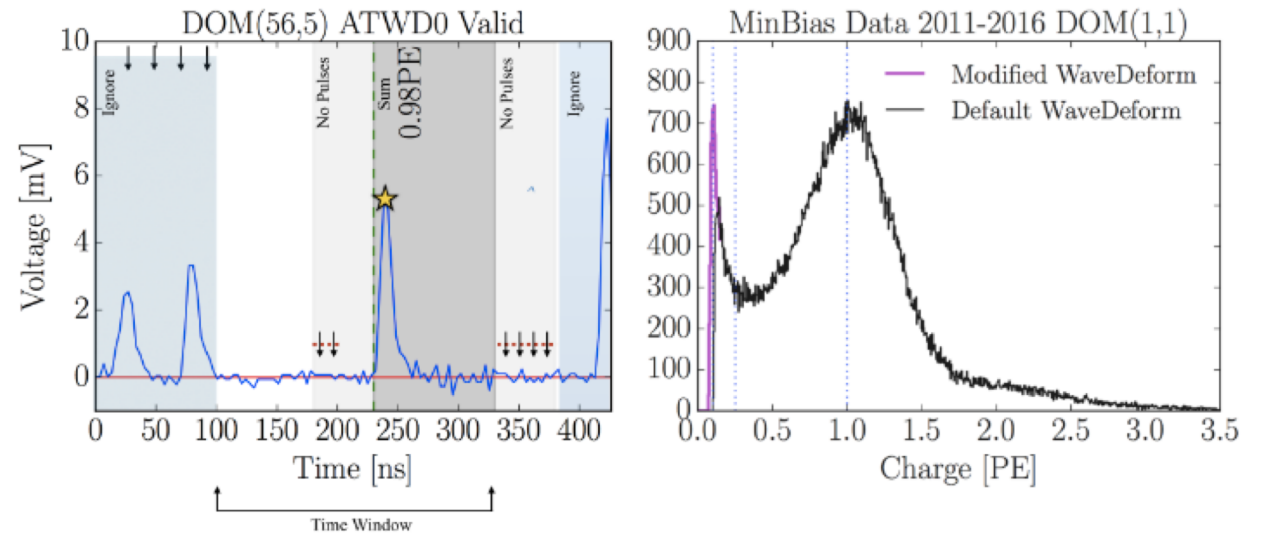 DOM(56,5) ATWD0 Valid
Voltage [mV]
10
8
6
4
2
0
Ignore
No Pulses
Sum
0.98PE
No Pulses
Ignore
0 50 100 150 200 250 300 350 400
Time [ns]
Time Window
MinBias Data 2011-2016 DOM(1,1)
900
800
700
600
500
400
300
200
100
0
Modified WaveDeform
Default WaveDeform
0.0 0.5 1.0 1.5 2.0 2.5 3.0 3.5
Charge [PE]